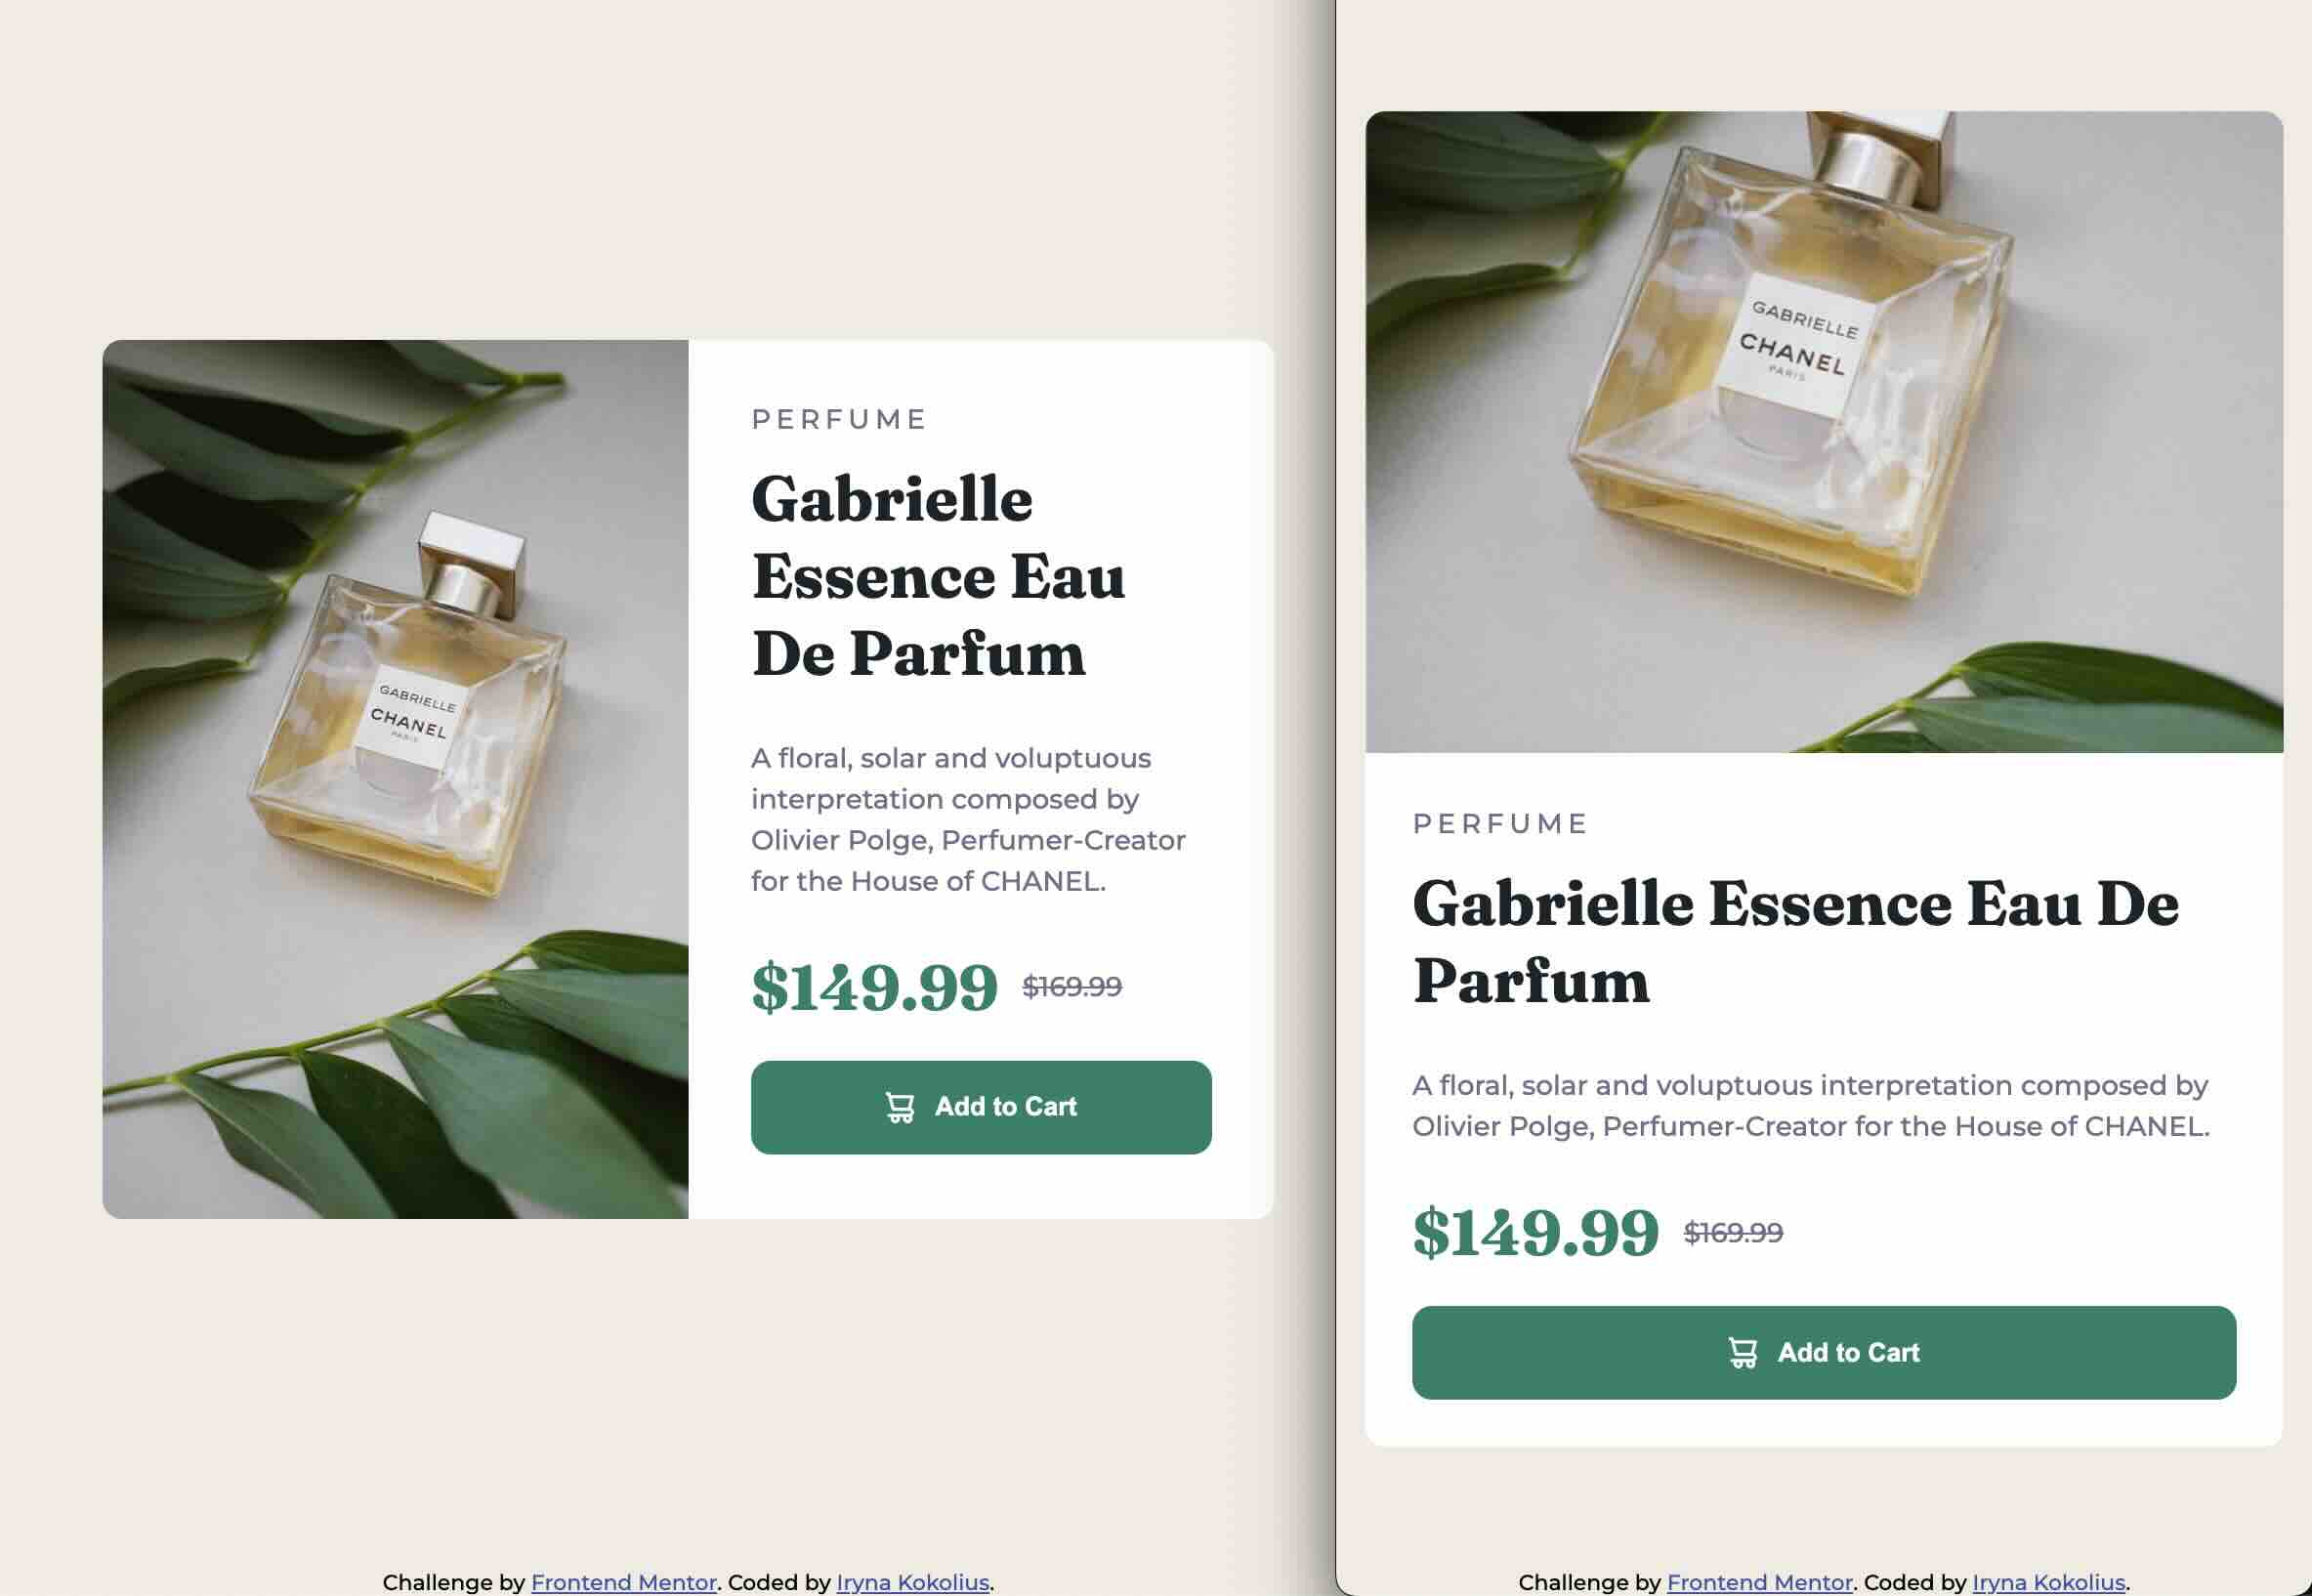 GABRIELLE
CHANEL
PARIS
PERFUME
Gabrielle
Essence Eau
De Parfum
A floral, solar and voluptuous
interpretation composed by
Olivier Polge, Perfumer-Creator
for the House of CHANEL.
$149.99 $169.99
Add to Cart
Challenge by Frontend Mentor. Coded by Iryna Kokolius.
GABRIELLE
CHANEL
PARIS
PERFUME
Gabrielle Essence Eau De
Parfum
A floral, solar and voluptuous interpretation composed by
Olivier Polge, Perfumer-Creator for the House of CHANEL.
$149.99 $169.99
Add to Cart
Challenge by Frontend Mentor. Coded by Iryna Kokolius.